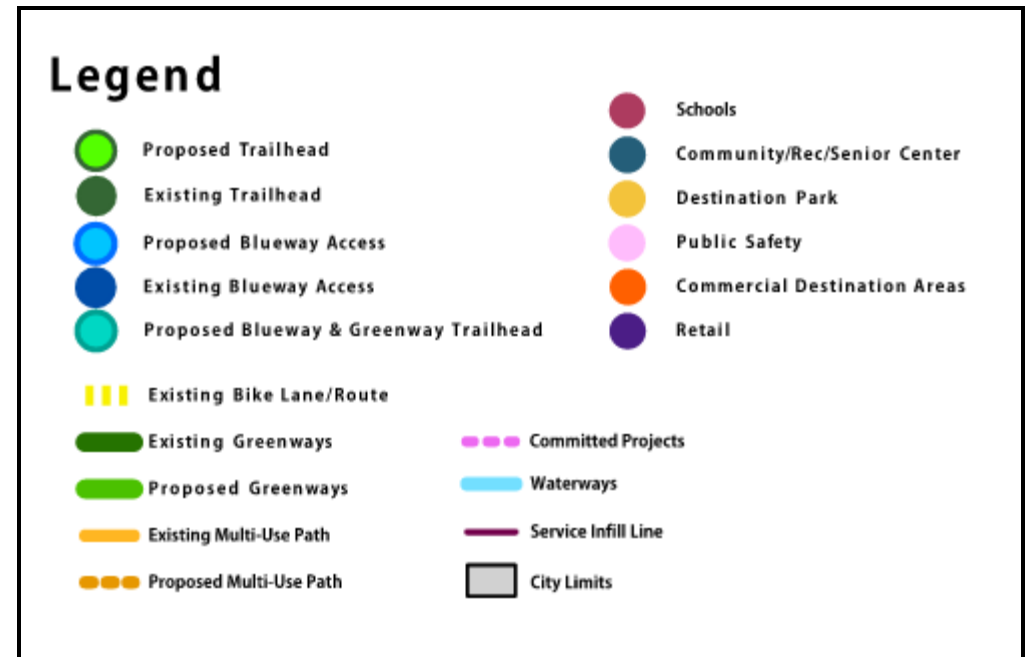 Legend
Proposed Trailhead
Existing Trailhead
Proposed Blueway Access
Existing Blueway Access
Proposed Blueway & Greenway Trailhead
Schools
Community/Rec/Senior Center
Destination Park
Public Safety
Commercial Destination Areas
Retail
Existing Bike Lane/Route
Existing Greenways
Proposed Greenways
Existing Multi-Use Path
Proposed Multi-Use Path
Committed Projects
Waterways
Service Infill Line
City Limits